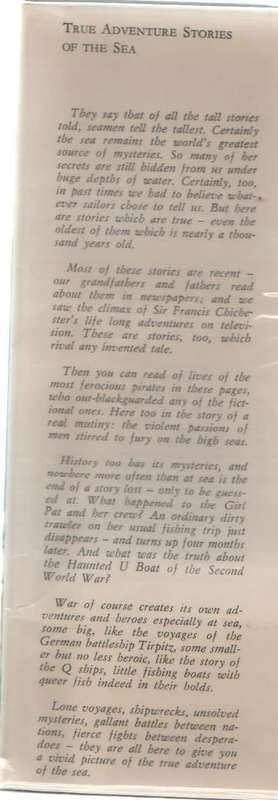 TRUE ADVENTURE STORIES
OF THE SEA
They say that of all the tall stories
told, seamen tell the tallest. Certainly
the sea remains the world's greatest
source of mysteries. So many of her
secrets are still hidden from us under
huge depths of water. Certainly, too,
in past times we had to believe what-
ever sailors chose to tell us. But here
are stories which are true – even the
oldest of them which is nearly a thou-
sand years old.
Most of these stories are recent –
our grandfathers and fathers read
about them in newspapers; and we
saw the climax of Sir Francis Chiche-
ster's life long adventures on televi-
sion. These are stories, too, which
rival any invented tale.
Then you can read of lives of the
most ferocious pirates in these pages,
who out-blackguarded any of the fict-
ional ones. Here too in the story of a
real mutiny: the violent passions of
men stirred to fury on the high seas.
History too has its mysteries, and
nowhere more often than at sea is the
end of a story lost – only to be guess-
ed at. What happened to the Girl
Pat and her crew? An ordinary dirty
trawler on her usual fishing trip just
disappears – and turns up four months
later. And what was the truth about
the Haunted U Boat of the Second
World War?
War of course creates its own ad-
ventures and heroes especially at sea,
some big, like the voyages of the
German battleship Tirpitz, some small-
er but no less heroic, like the story of
the Q ships, little fishing boats with
queer fish indeed in their holds.
Lone voyages, shipwrecks, unsolved
mysteries, gallant battles between na-
tions, fierce fights between despera-
does – they are all here to give you
a vivid picture of the true adventure
of the sea.